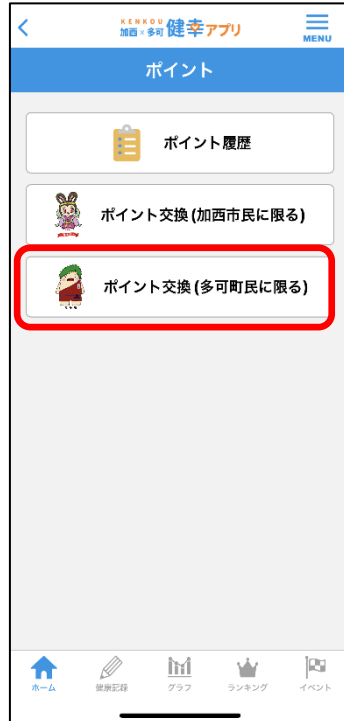 KENKOU
加西×多可 健幸アプリ
MENU
ポイント
ポイント履歴
ポイント交換(加西市民に限る)
ポイント交換(多可町民に限る)
ホーム
健康記録
グラフ
ランキング
イベント